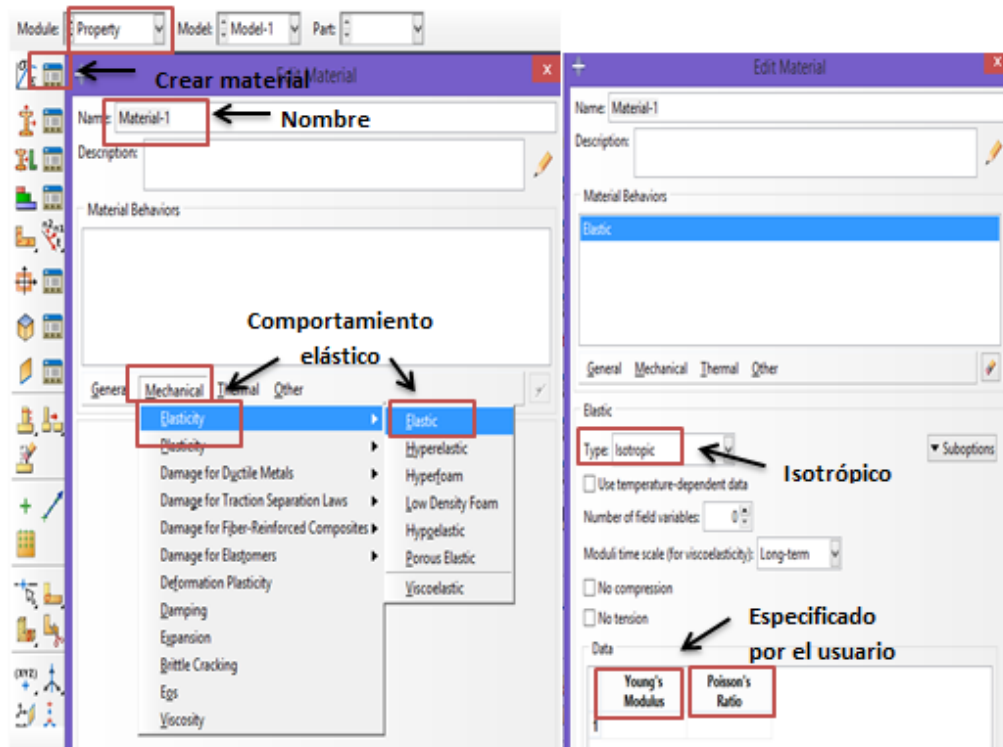 Module: Property Model: Model-1 Part:
Edit Material
Crear material
Name: Material-1
Nombre
Description:
Material Behaviors
Comportamiento
elástico
General Mechanical Thermal Other
Elasticity
Plasticity
Damage for Ductile Metals
Damage for Traction Separation Laws
Damage for Fiber-Reinforced Composites
Damage for Elastomers
Deformation Plasticity
Damping
Expansion
Brittle Cracking
Eos
Viscosity
Elastic
Hyperelastic
Hyperfoam
Low Density Foam
Hypoelastic
Porous Elastic
Viscoelastic
(XYZ)
Edit Material
Name: Material-1
Description:
Material Behaviors
Elastic
General Mechanical Thermal Other
Elastic
Type: Isotropic
Suboptions
Isotrópico
Use temperature-dependent data
Number of field variables: 0
Moduli time scale (for viscoelasticity): Long-term
No compression
No tension
Especificado
por el usuario
Data
Young's
Modulus
Poisson's
Ratio
1